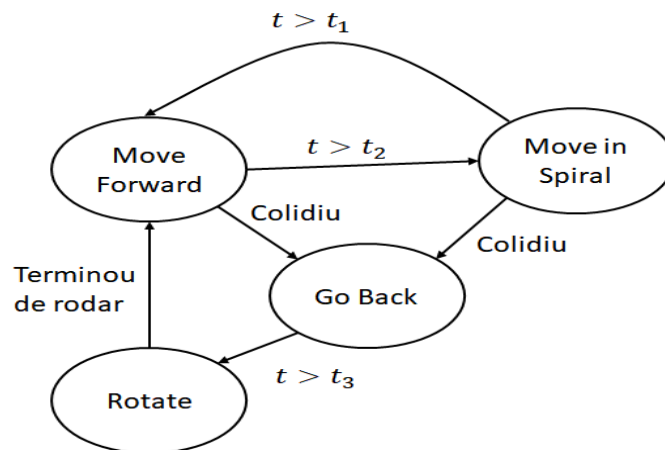 t > t₁
Move
Forward
t > t₂
Move in
Spiral
Colidiu
Colidiu
Terminou
de rodar
Go Back
t > t₃
Rotate